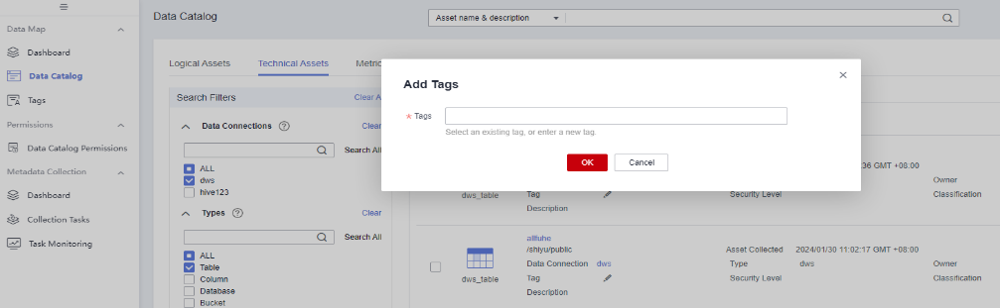 Data Map
Dashboard
Data Catalog
Tags
Permissions
Data Catalog Permissions
Metadata Collection
Dashboard
Collection Tasks
Task Monitoring
Data Catalog
Asset name & description
Logical Assets
Technical Assets
Metric
Search Filters
Clear A
Data Connections
Clear
Search All
ALL
dws
hive123
Types
Clear
Search All
ALL
Table
Column
Database
Bucket
Add Tags
* Tags
Select an existing tag, or enter a new tag.
OK
Cancel
36 GMT +08:00
dws_table
Tag
Description
Security Level
Owner
Classification
/shiyu/public
Data Connection dws
dws_table
Tag
Description
Asset Collected 2024/01/30 11:02:17 GMT +08:00
Type dws
Security Level
Owner
Classification